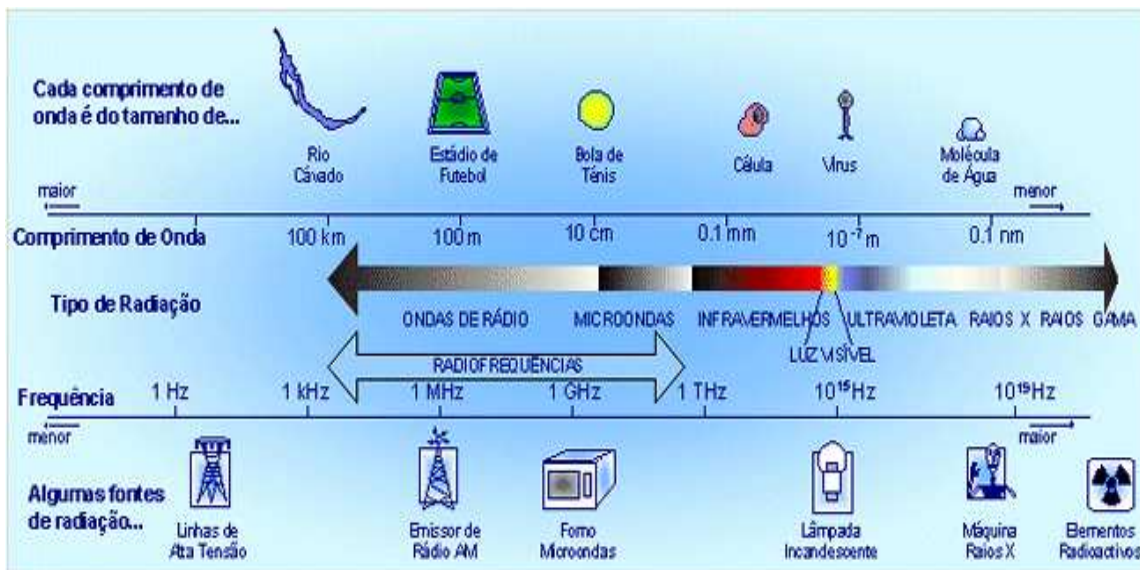 Cada comprimento de
onda é do tamanho de...
Rio
Cávado
Estádio de
Futebol
Bola de
Ténis
Célula
Vírus
Molécula
de Água
maior
menor
Comprimento de Onda
100 km
100 m
10 cm
0.1 mm
10⁻⁷ m
0.1 nm
Tipo de Radiação
ONDAS DE RÁDIO
MICROONDAS
INFRAVERMELHOS
ULTRAVIOLETA
RAIOS X
RAIOS GAMA
LUZ VISÍVEL
RADIOFREQUÊNCIAS
Frequência
1 Hz
1 kHz
1 MHz
1 GHz
1 THz
10¹⁵Hz
10¹⁹Hz
menor
maior
Algumas fontes
de radiação...
Linhas de
Alta Tensão
Emissor de
Rádio AM
Forno
Microondas
Lâmpada
Incandescente
Máquina
Raios X
Elementos
Radioactivos